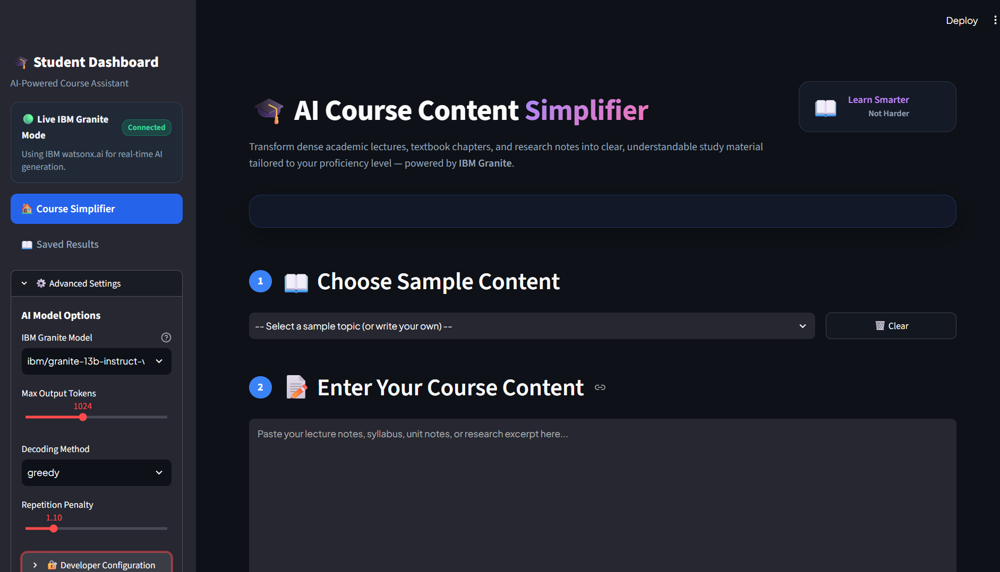 Deploy
Student Dashboard
AI-Powered Course Assistant
Live IBM Granite
Mode
Connected
Using IBM watsonx.ai for real-time AI
generation.
Course Simplifier
Saved Results
Advanced Settings
AI Model Options
IBM Granite Model
ibm/granite-13b-instruct-v
Max Output Tokens
1024
Decoding Method
greedy
Repetition Penalty
1.10
Developer Configuration
AI Course Content Simplifier
Learn Smarter
Not Harder
Transform dense academic lectures, textbook chapters, and research notes into clear, understandable study material
tailored to your proficiency level — powered by IBM Granite.
1
Choose Sample Content
-- Select a sample topic (or write your own) --
Clear
2
Enter Your Course Content
Paste your lecture notes, syllabus, unit notes, or research excerpt here...